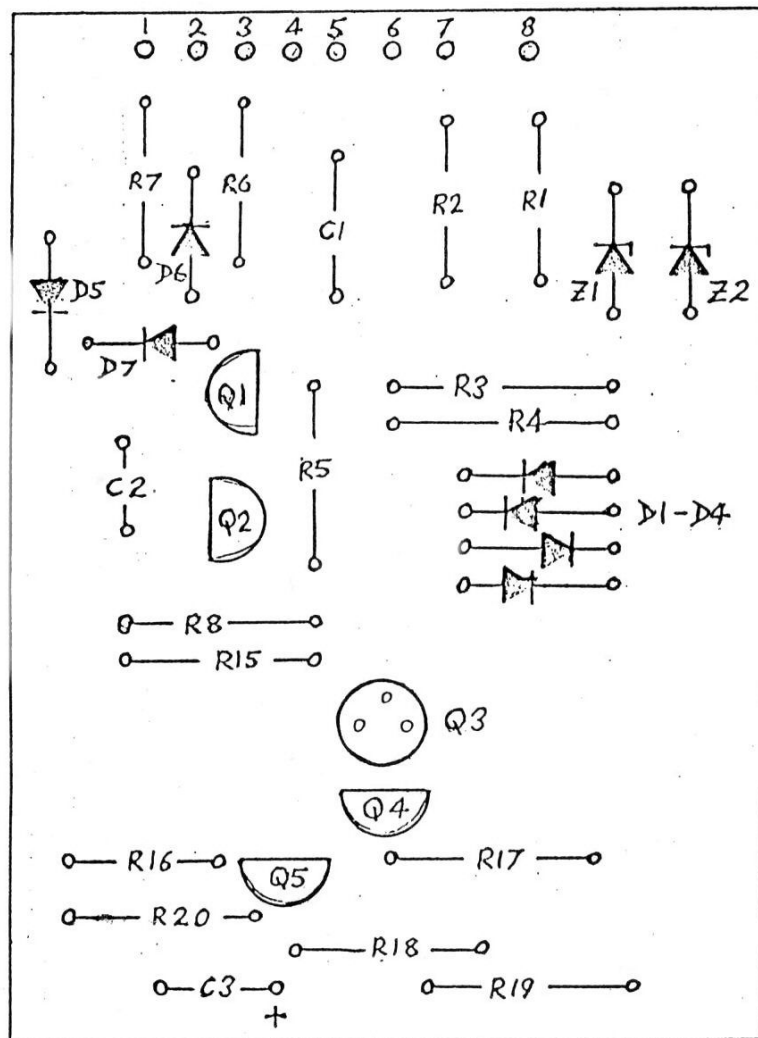 1 2 3 4 5 6 7 8
R7 R6 C1 R2 R1
D5 D6 Z1 Z2
D7
Q1 R3
R4
C2 R5
Q2 D1-D4
R8
R15
Q3
Q4
R16 Q5 R17
R20
R18
C3 R19
+